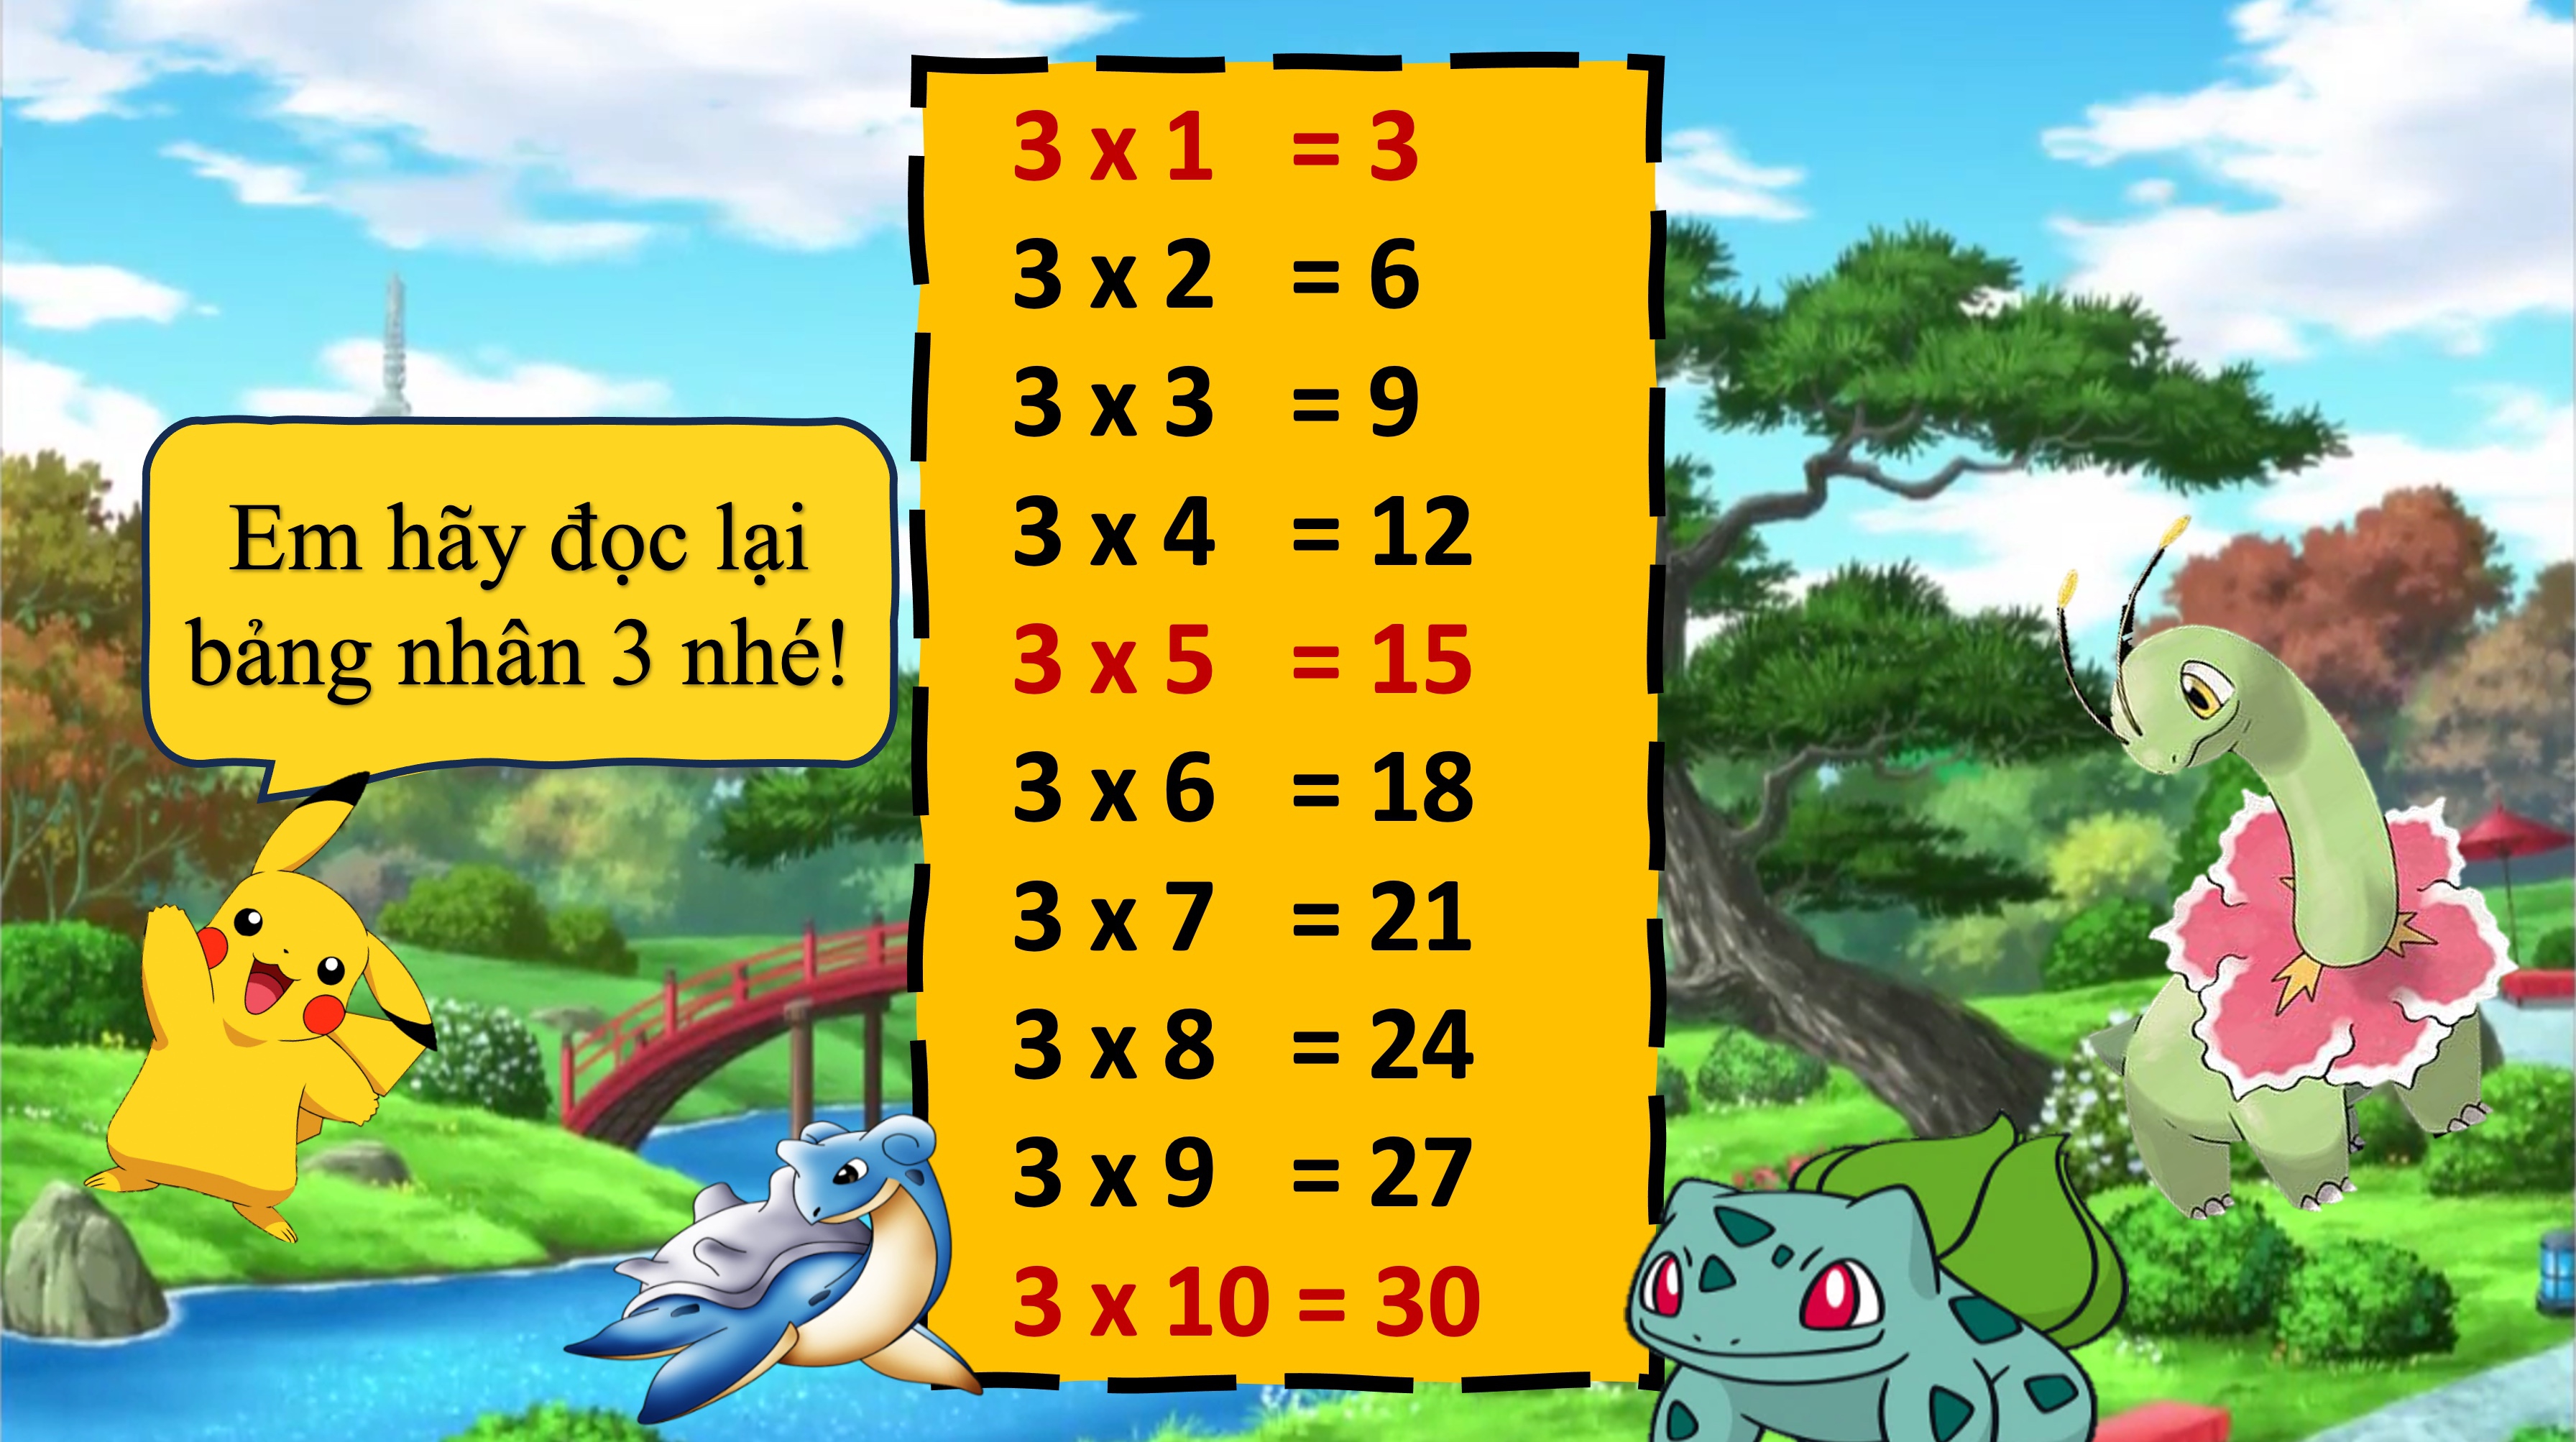 Em hãy đọc lại
bảng nhân 3 nhé!
3 x 1 = 3
3 x 2 = 6
3 x 3 = 9
3 x 4 = 12
3 x 5 = 15
3 x 6 = 18
3 x 7 = 21
3 x 8 = 24
3 x 9 = 27
3 x 10 = 30